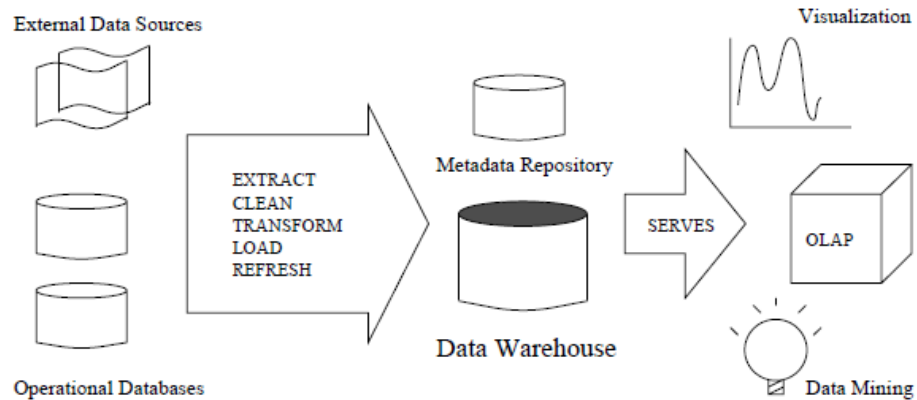 External Data Sources
Visualization
EXTRACT
CLEAN
TRANSFORM
LOAD
REFRESH
Metadata Repository
SERVES
OLAP
Data Warehouse
Operational Databases
Data Mining